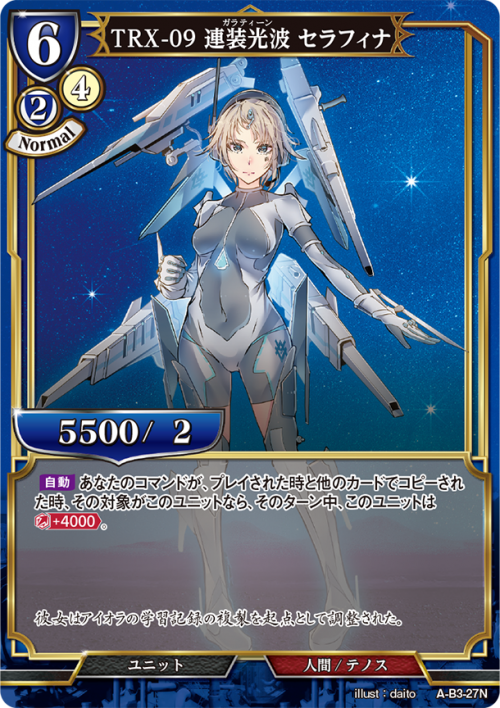 6
ガラティーン
TRX-09 連装光波 セラフィナ
2
4
Normal
5500/ 2
自動 あなたのコマンドが、プレイされた時と他のカードでコピーされ
た時、その対象がこのユニットなら、そのターン中、このユニットは
+4000。
彼女はアイオラの学習記録の複製を起点として調整された。
ユニット
人間 / テノス
illust：daito
A-B3-27N